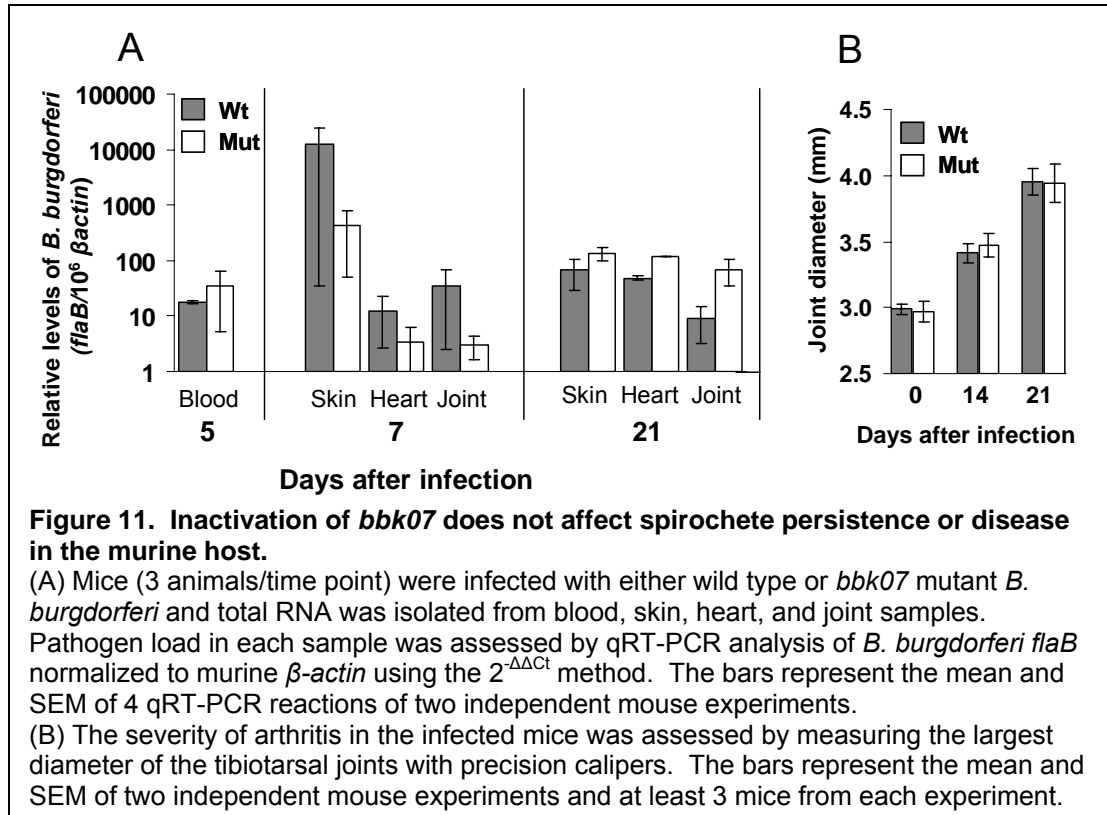 A
B
100000
10000
1000
100
10
1
Relative levels of B. burgdorferi
(flaB/10⁶ βactin)
Wt
Mut
Blood
Skin Heart Joint
Skin Heart Joint
5
7
21
Days after infection
4.5
4.0
3.5
3.0
2.5
Joint diameter (mm)
Wt
Mut
0 14 21
Days after infection
Figure 11. Inactivation of bbk07 does not affect spirochete persistence or disease
in the murine host.
(A) Mice (3 animals/time point) were infected with either wild type or bbk07 mutant B.
burgdorferi and total RNA was isolated from blood, skin, heart, and joint samples.
Pathogen load in each sample was assessed by qRT-PCR analysis of B. burgdorferi flaB
normalized to murine β-actin using the 2⁻ΔΔCt method. The bars represent the mean and
SEM of 4 qRT-PCR reactions of two independent mouse experiments.
(B) The severity of arthritis in the infected mice was assessed by measuring the largest
diameter of the tibiotarsal joints with precision calipers. The bars represent the mean and
SEM of two independent mouse experiments and at least 3 mice from each experiment.